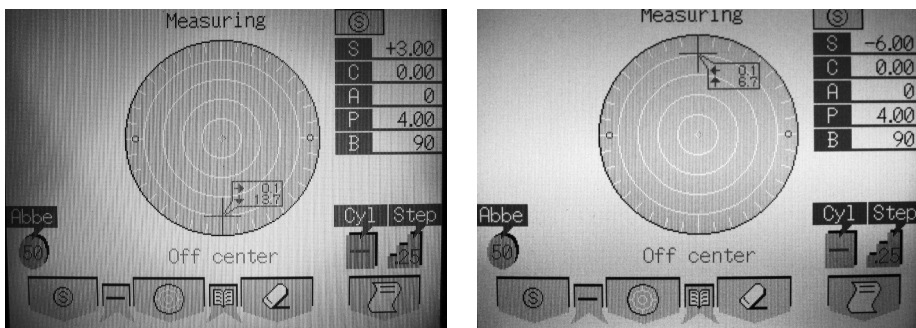 Measuring
S
S +3.00
C 0.00
A 0
P 4.00
B 90
0.1
13.7
Abbe
50
Cyl Step
.25
Off center
S
Measuring
S
S -6.00
C 0.00
A 0
P 4.00
B 90
0.1
6.7
Abbe
50
Cyl Step
.25
Off center
S